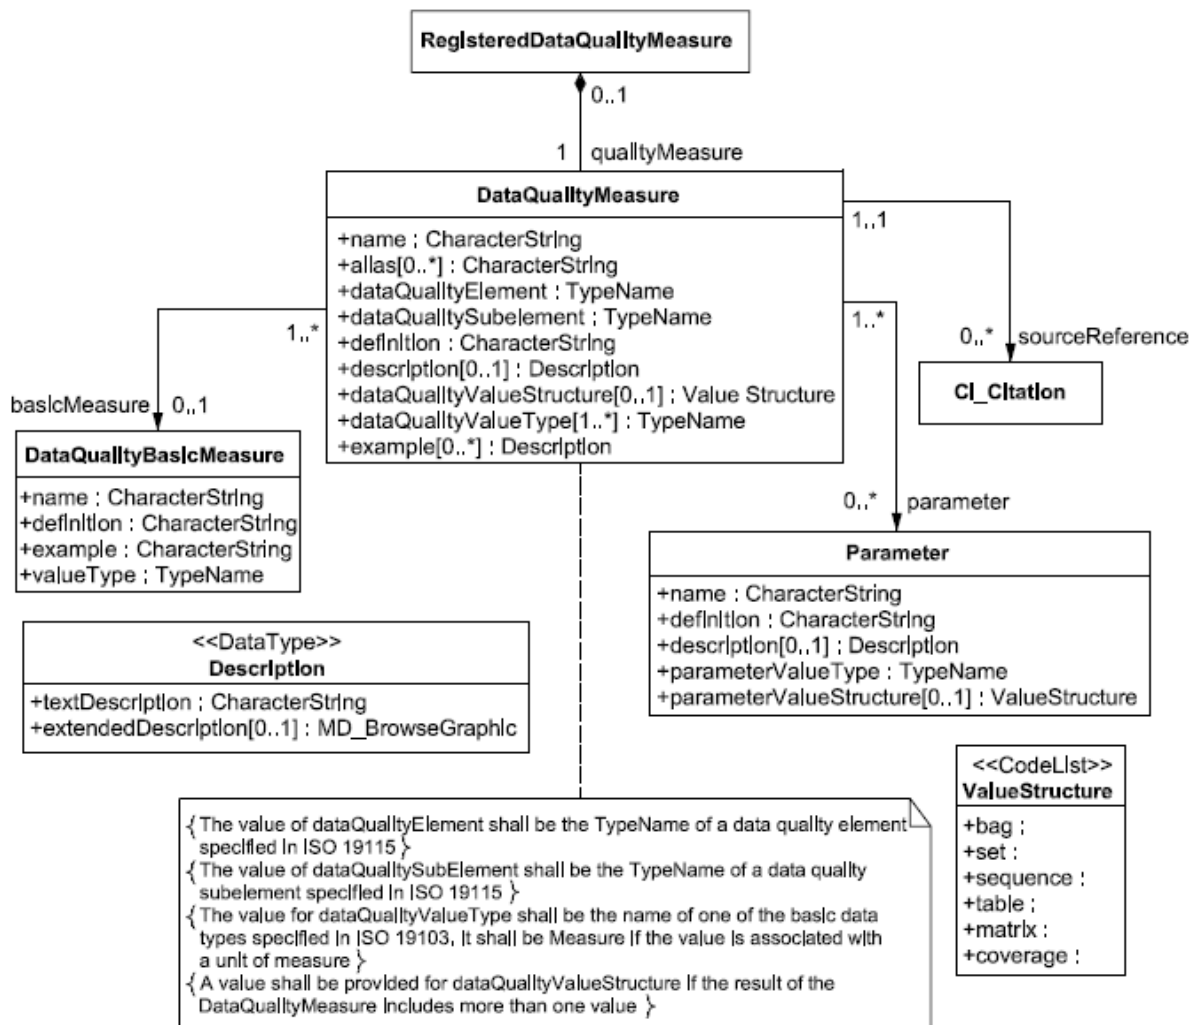 RegisteredDataQualityMeasure
0..1
1 qualityMeasure
DataQualityMeasure
+name : CharacterString
+alias[0..*] : CharacterString
+dataQualityElement : TypeName
+dataQualitySubelement : TypeName
+definition : CharacterString
+description[0..1] : Description
+dataQualityValueStructure[0..1] : Value Structure
+dataQualityValueType[1..*] : TypeName
+example[0..*] : Description
1..1
0..* sourceReference
CI_Citation
1..*
basicMeasure 0..1
DataQualityBasicMeasure
+name : CharacterString
+definition : CharacterString
+example : CharacterString
+valueType : TypeName
1..*
0..* parameter
Parameter
+name : CharacterString
+definition : CharacterString
+description[0..1] : Description
+parameterValueType : TypeName
+parameterValueStructure[0..1] : ValueStructure
<<DataType>>
Description
+textDescription : CharacterString
+extendedDescription[0..1] : MD_BrowseGraphic
<<CodeList>>
ValueStructure
+bag :
+set :
+sequence :
+table :
+matrix :
+coverage :
{ The value of dataQualityElement shall be the TypeName of a data quality element
specified in ISO 19115 }
{ The value of dataQualitySubElement shall be the TypeName of a data quality
subelement specified in ISO 19115 }
{ The value for dataQualityValueType shall be the name of one of the basic data
types specified in ISO 19103, it shall be Measure if the value is associated with
a unit of measure }
{ A value shall be provided for dataQualityValueStructure if the result of the
DataQualityMeasure includes more than one value }